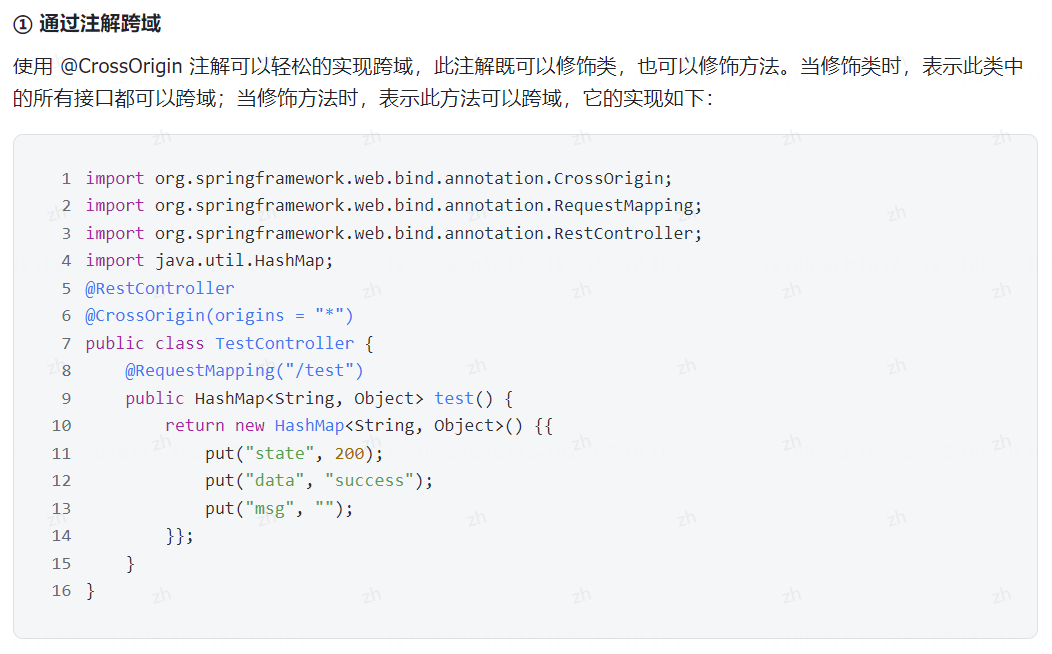 ① 通过注解跨域
使用 @CrossOrigin 注解可以轻松的实现跨域，此注解既可以修饰类，也可以修饰方法。当修饰类时，表示此类中
的所有接口都可以跨域；当修饰方法时，表示此方法可以跨域，它的实现如下：
1 import org.springframework.web.bind.annotation.CrossOrigin;
2 import org.springframework.web.bind.annotation.RequestMapping;
3 import org.springframework.web.bind.annotation.RestController;
4 import java.util.HashMap;
5 @RestController
6 @CrossOrigin(origins = "*")
7 public class TestController {
8     @RequestMapping("/test")
9     public HashMap<String, Object> test() {
10         return new HashMap<String, Object>() {{
11             put("state", 200);
12             put("data", "success");
13             put("msg", "");
14         }};
15     }
16 }